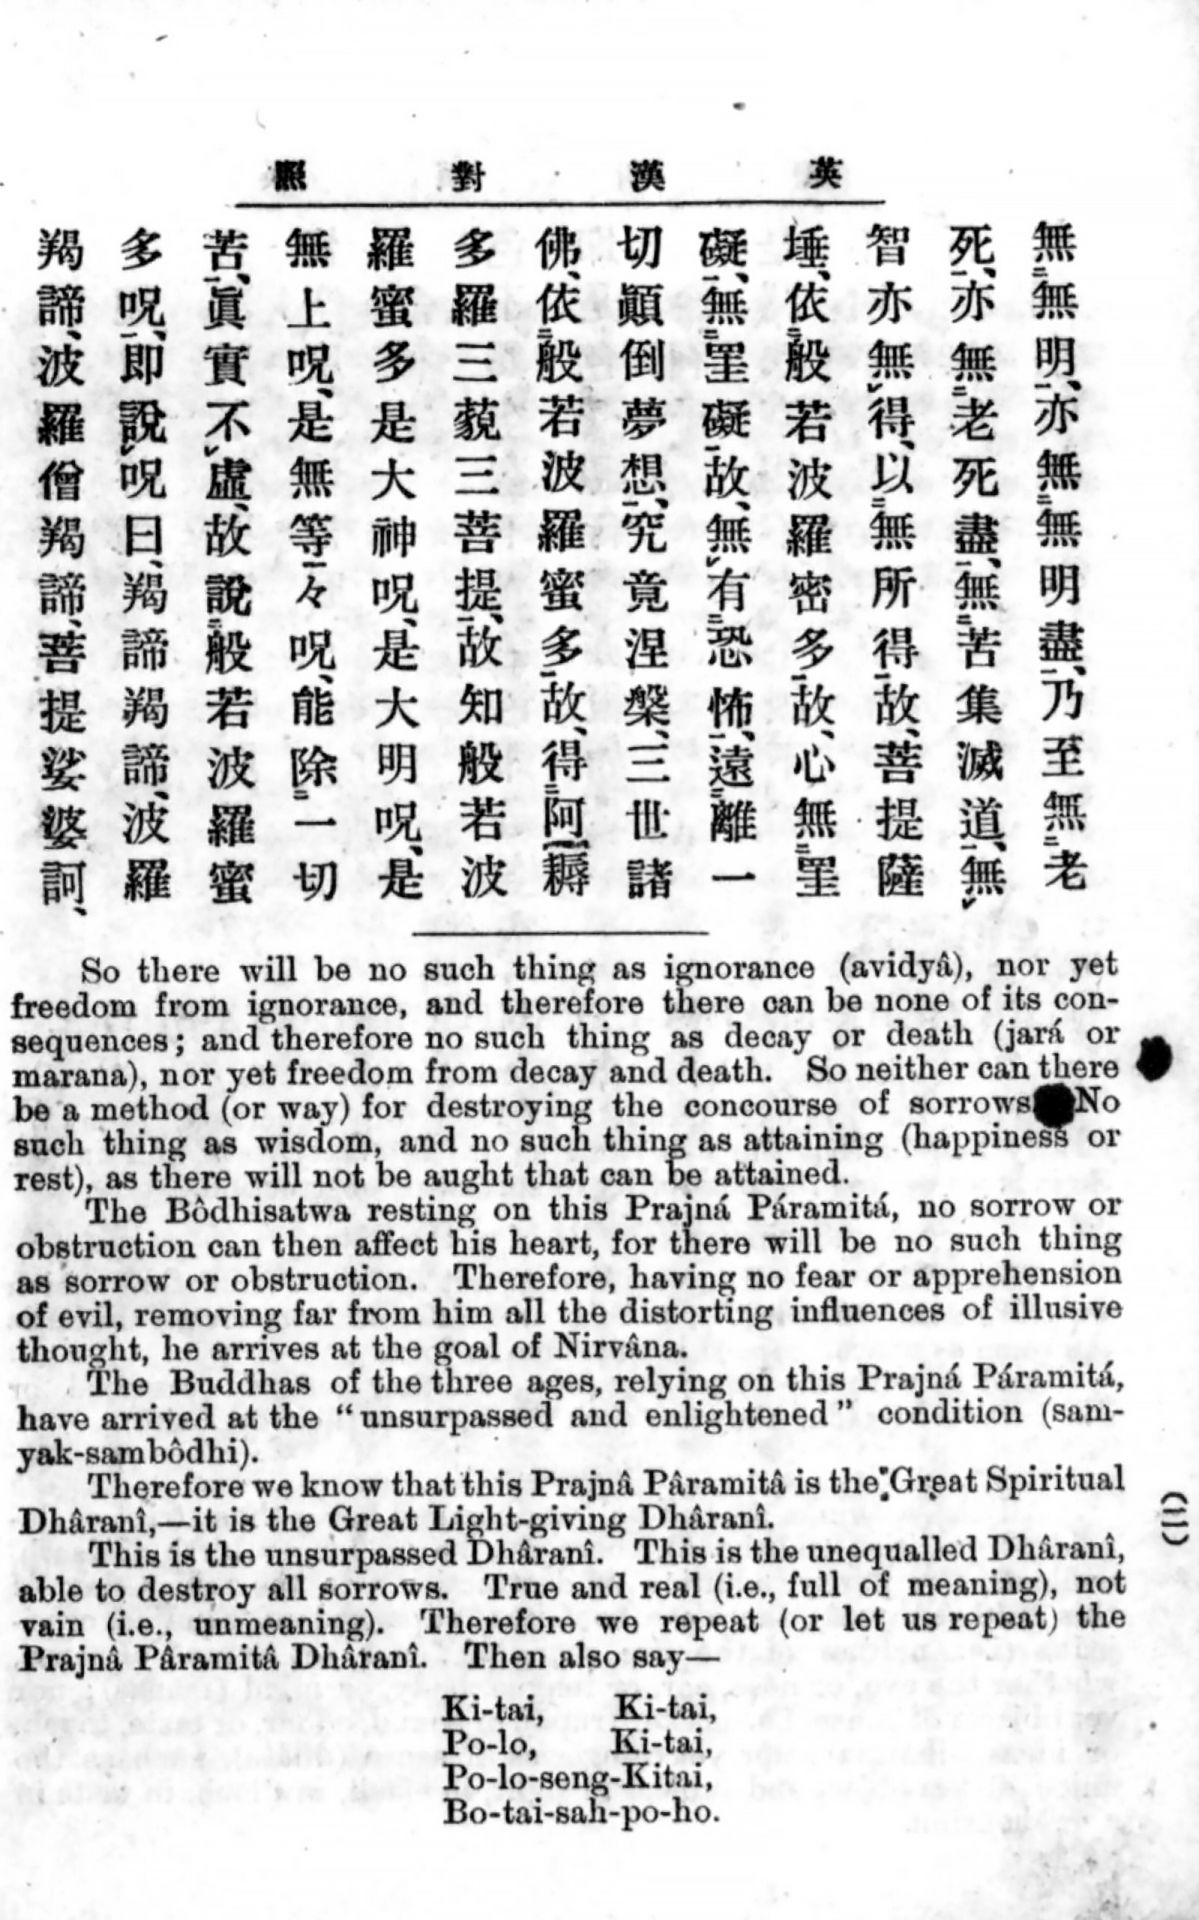 英漢對照
無無明、亦無無明盡、乃至無老
死、亦無老死盡、無苦集滅道、無
智亦無得、以無所得故、菩提薩
埵、依般若波羅密多故、心無罣
礙、無罣礙故、無有恐怖、遠離一
切顚倒夢想、究竟涅槃、三世諸
佛、依般若波羅蜜多故、得阿耨
多羅三藐三菩提、故知般若波
羅蜜多是大神呪、是大明呪、是
無上呪、是無等々呪、能除一切
苦、眞實不虛、故說般若波羅蜜
多呪、即說呪曰、羯諦羯諦、波羅
羯諦、波羅僧羯諦、菩提娑婆訶、
So there will be no such thing as ignorance (avidyâ), nor yet
freedom from ignorance, and therefore there can be none of its con-
sequences; and therefore no such thing as decay or death (jará or
marana), nor yet freedom from decay and death. So neither can there
be a method (or way) for destroying the concourse of sorrows No
such thing as wisdom, and no such thing as attaining (happiness or
rest), as there will not be aught that can be attained.
The Bôdhisatwa resting on this Prajná Páramitá, no sorrow or
obstruction can then affect his heart, for there will be no such thing
as sorrow or obstruction. Therefore, having no fear or apprehension
of evil, removing far from him all the distorting influences of illusive
thought, he arrives at the goal of Nirvâna.
The Buddhas of the three ages, relying on this Prajná Páramitá,
have arrived at the “unsurpassed and enlightened” condition (sam-
yak-sambôdhi).
Therefore we know that this Prajnâ Pâramitâ is the Great Spiritual
Dhâranî,—it is the Great Light-giving Dhâranî.
This is the unsurpassed Dhâranî. This is the unequalled Dhâranî,
able to destroy all sorrows. True and real (i.e., full of meaning), not
vain (i.e., unmeaning). Therefore we repeat (or let us repeat) the
Prajnâ Pâramitâ Dhâranî. Then also say—
Ki-tai, Ki-tai,
Po-lo, Ki-tai,
Po-lo-seng-Kitai,
Bo-tai-sah-po-ho.
(二)